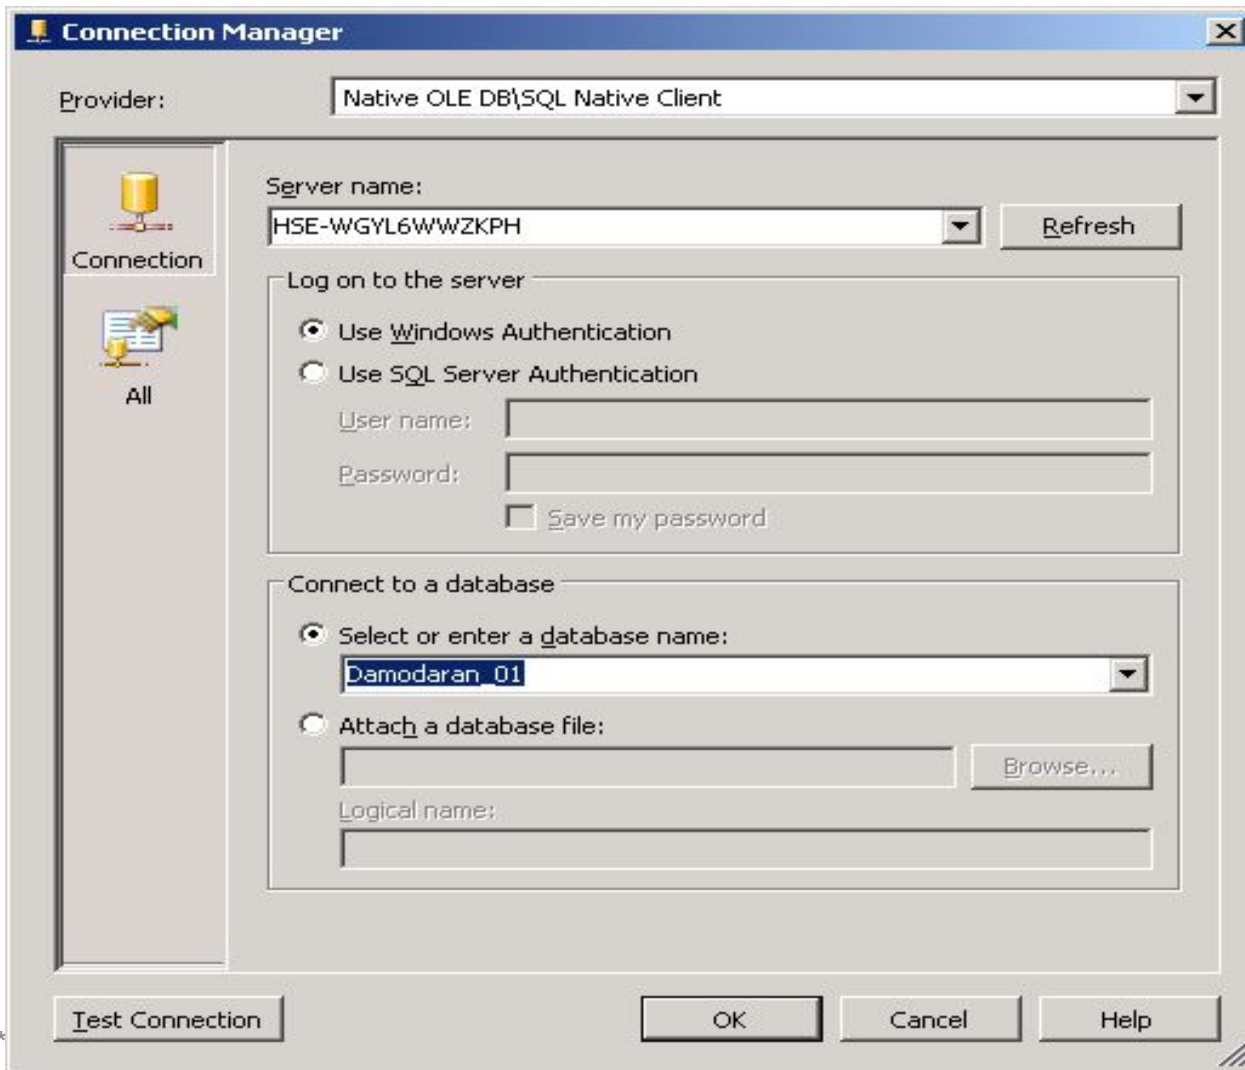 Connection Manager
Provider:
Native OLE DB\SQL Native Client
Connection
All
Server name:
HSE-WGYL6WWZKPH
Refresh
Log on to the server
Use Windows Authentication
Use SQL Server Authentication
User name:
Password:
Save my password
Connect to a database
Select or enter a database name:
Damodaran_01
Attach a database file:
Browse...
Logical name:
Test Connection
OK
Cancel
Help
*